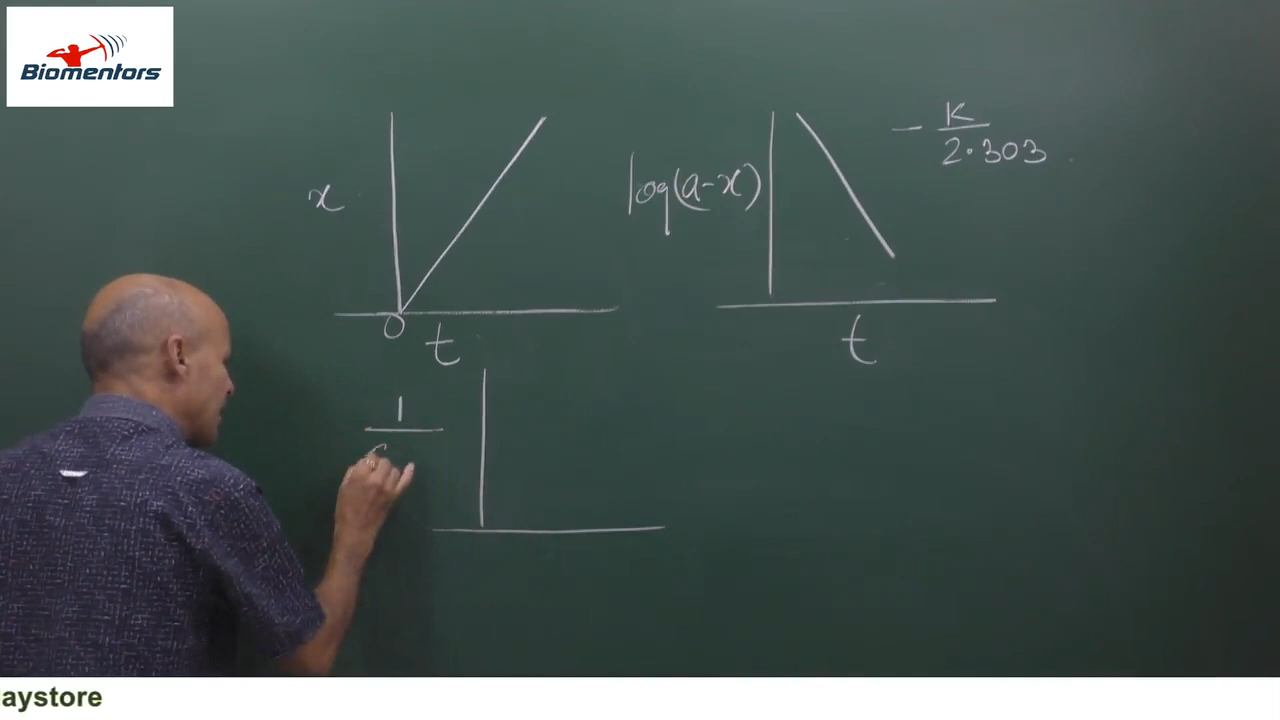 Biomentors
x
0
t
log(a-x)
- K
2.303
t
1
aystore